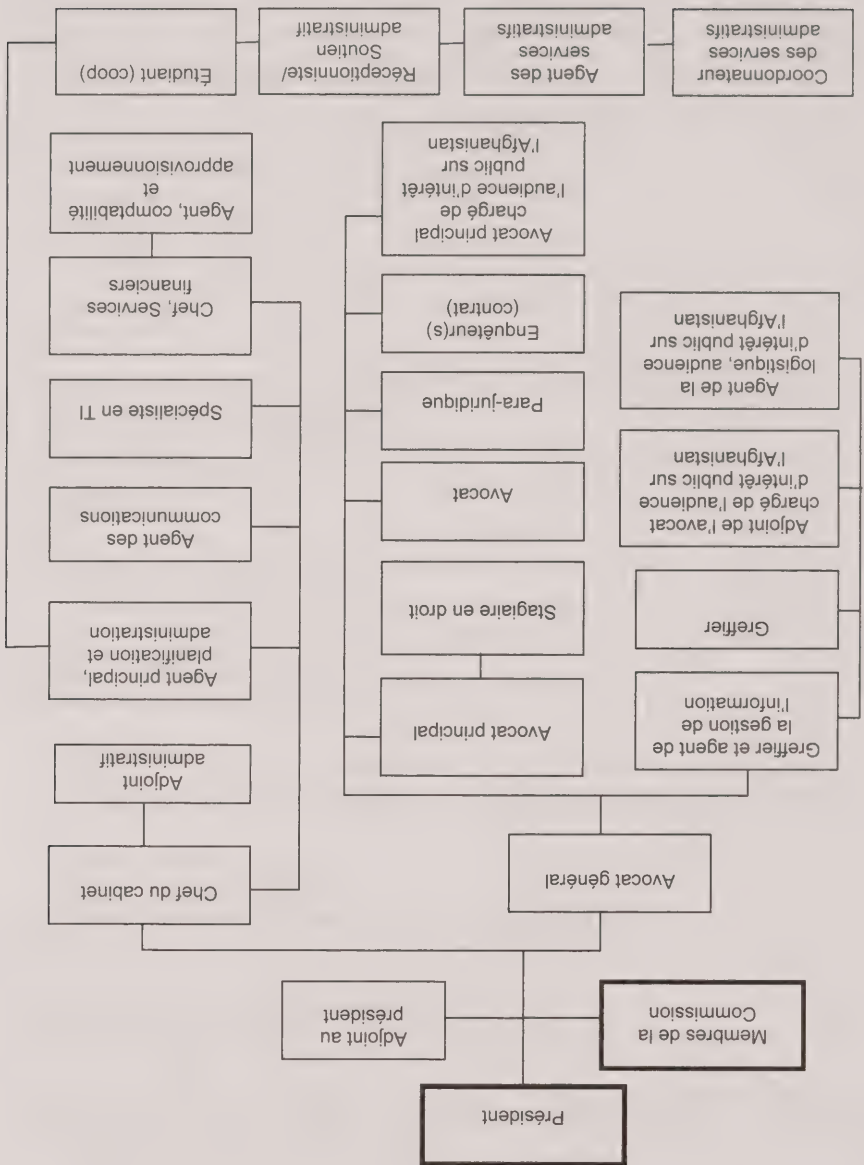 Président
Membres de la
Commission
Adjoint au
président
Avocat général
Chef du cabinet
Adjoint
administratif
Greffier et agent de
la gestion de
l'information
Greffier
Adjoint de l'avocat
chargé de l'audience
d'intérêt public sur
l'Afghanistan
Agent de la
logistique, audience
d'intérêt public sur
l'Afghanistan
Avocat principal
Stagiaire en droit
Avocat
Para-juridique
Enquêteur(s)
(contrat)
Avocat principal
chargé de
l'audience d'intérêt
public sur
l'Afghanistan
Agent principal,
planification et
administration
Agent des
communications
Spécialiste en TI
Chef, Services
financiers
Agent, comptabilité
et
approvisionnement
Coordonnateur
des services
administratifs
Agent des
services
administratifs
Réceptionniste/
Soutien
administratif
Étudiant (coop)